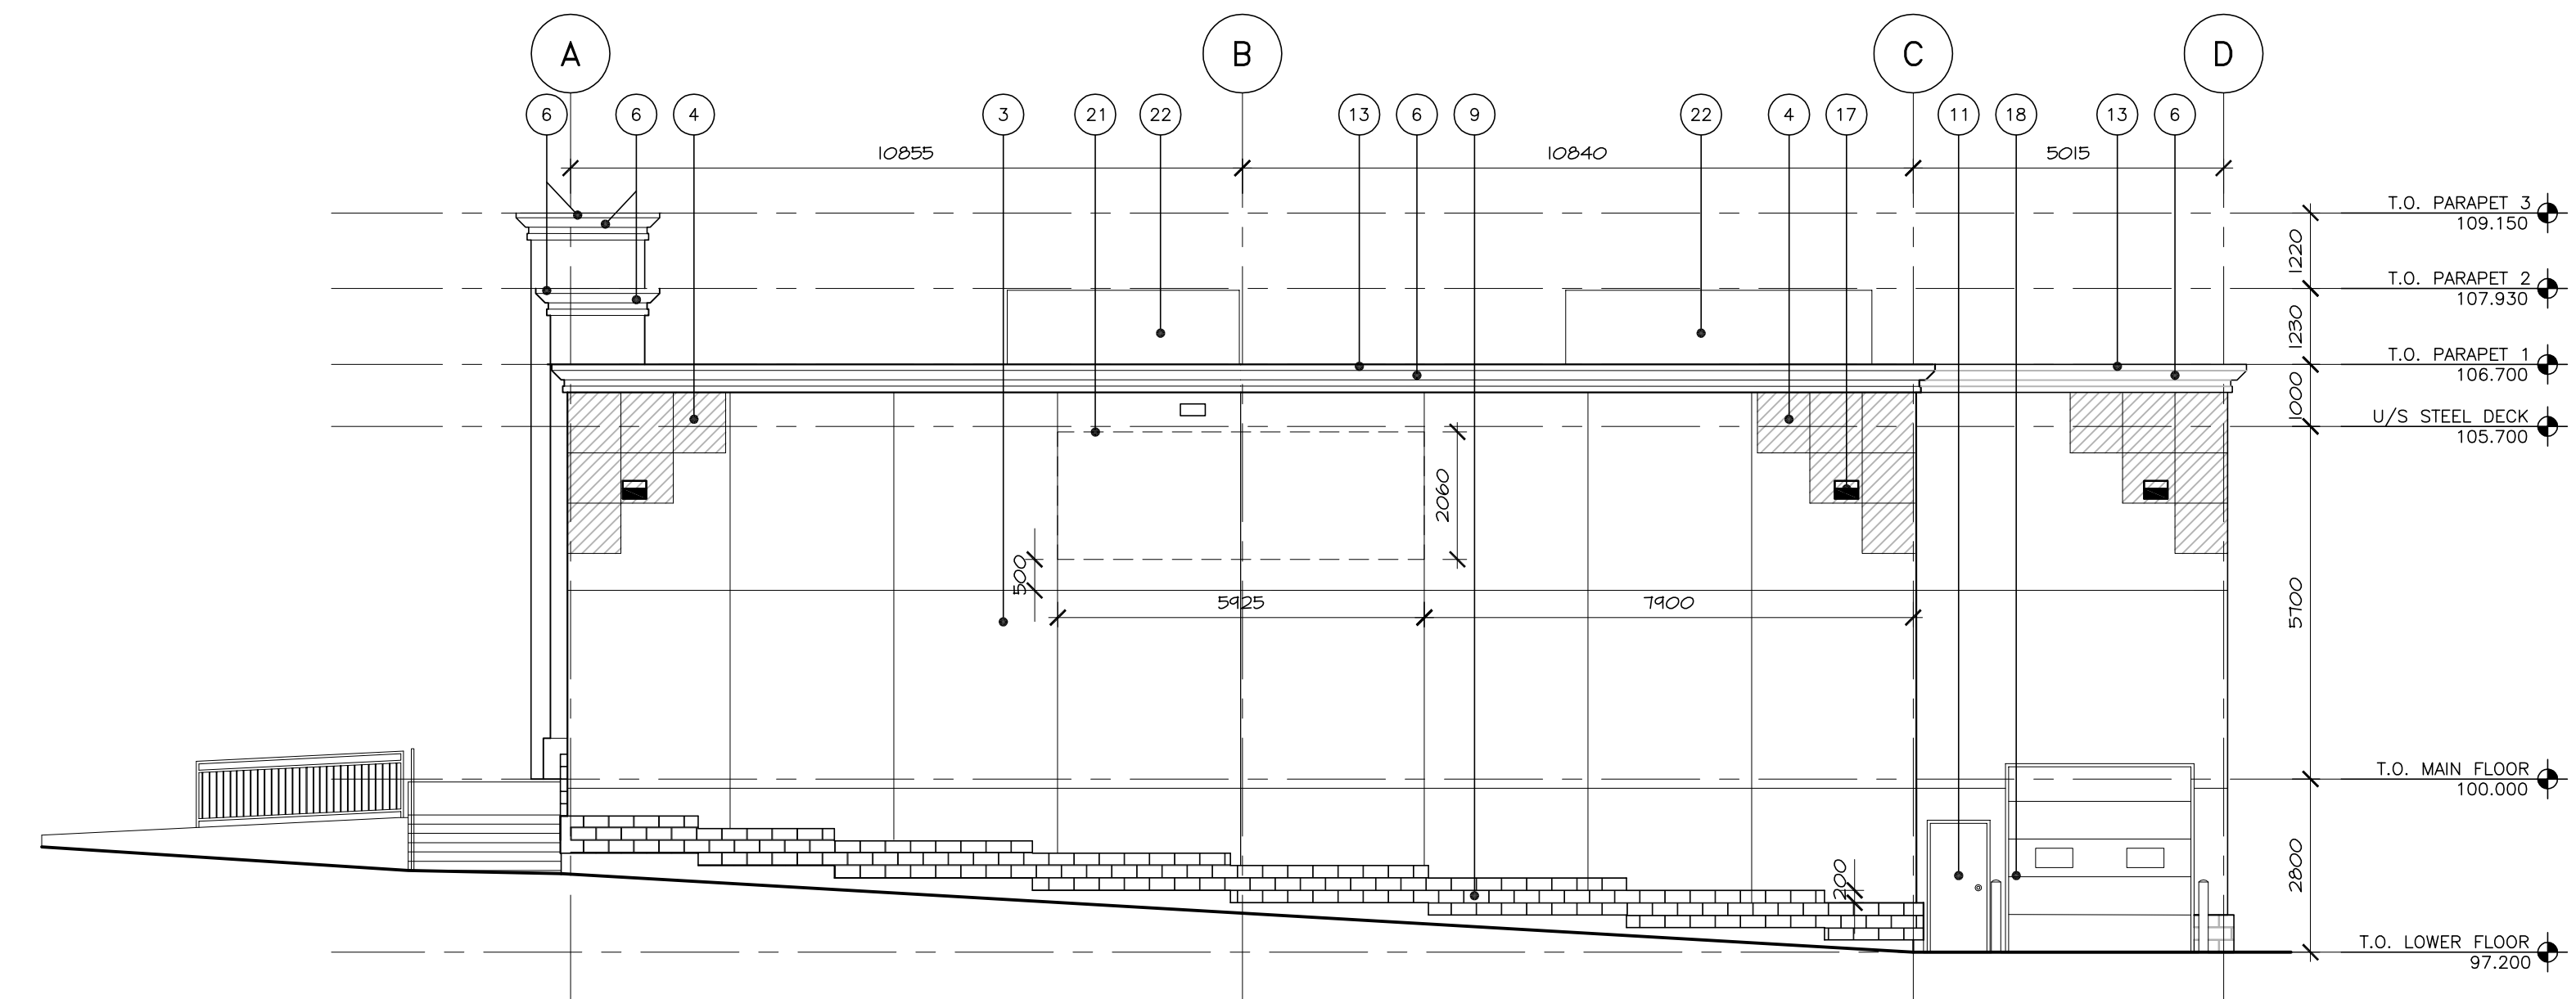 A B C D
6 6 4 3 21 22 13 6 9 22 4 17 11 18 13 6
10855 10840 5015
T.O. PARAPET 3
109.150
1220
T.O. PARAPET 2
107.930
1230
T.O. PARAPET 1
106.700
1000
U/S STEEL DECK
105.700
2060
500
5925 7900
5700
T.O. MAIN FLOOR
100.000
200
2800
T.O. LOWER FLOOR
97.200